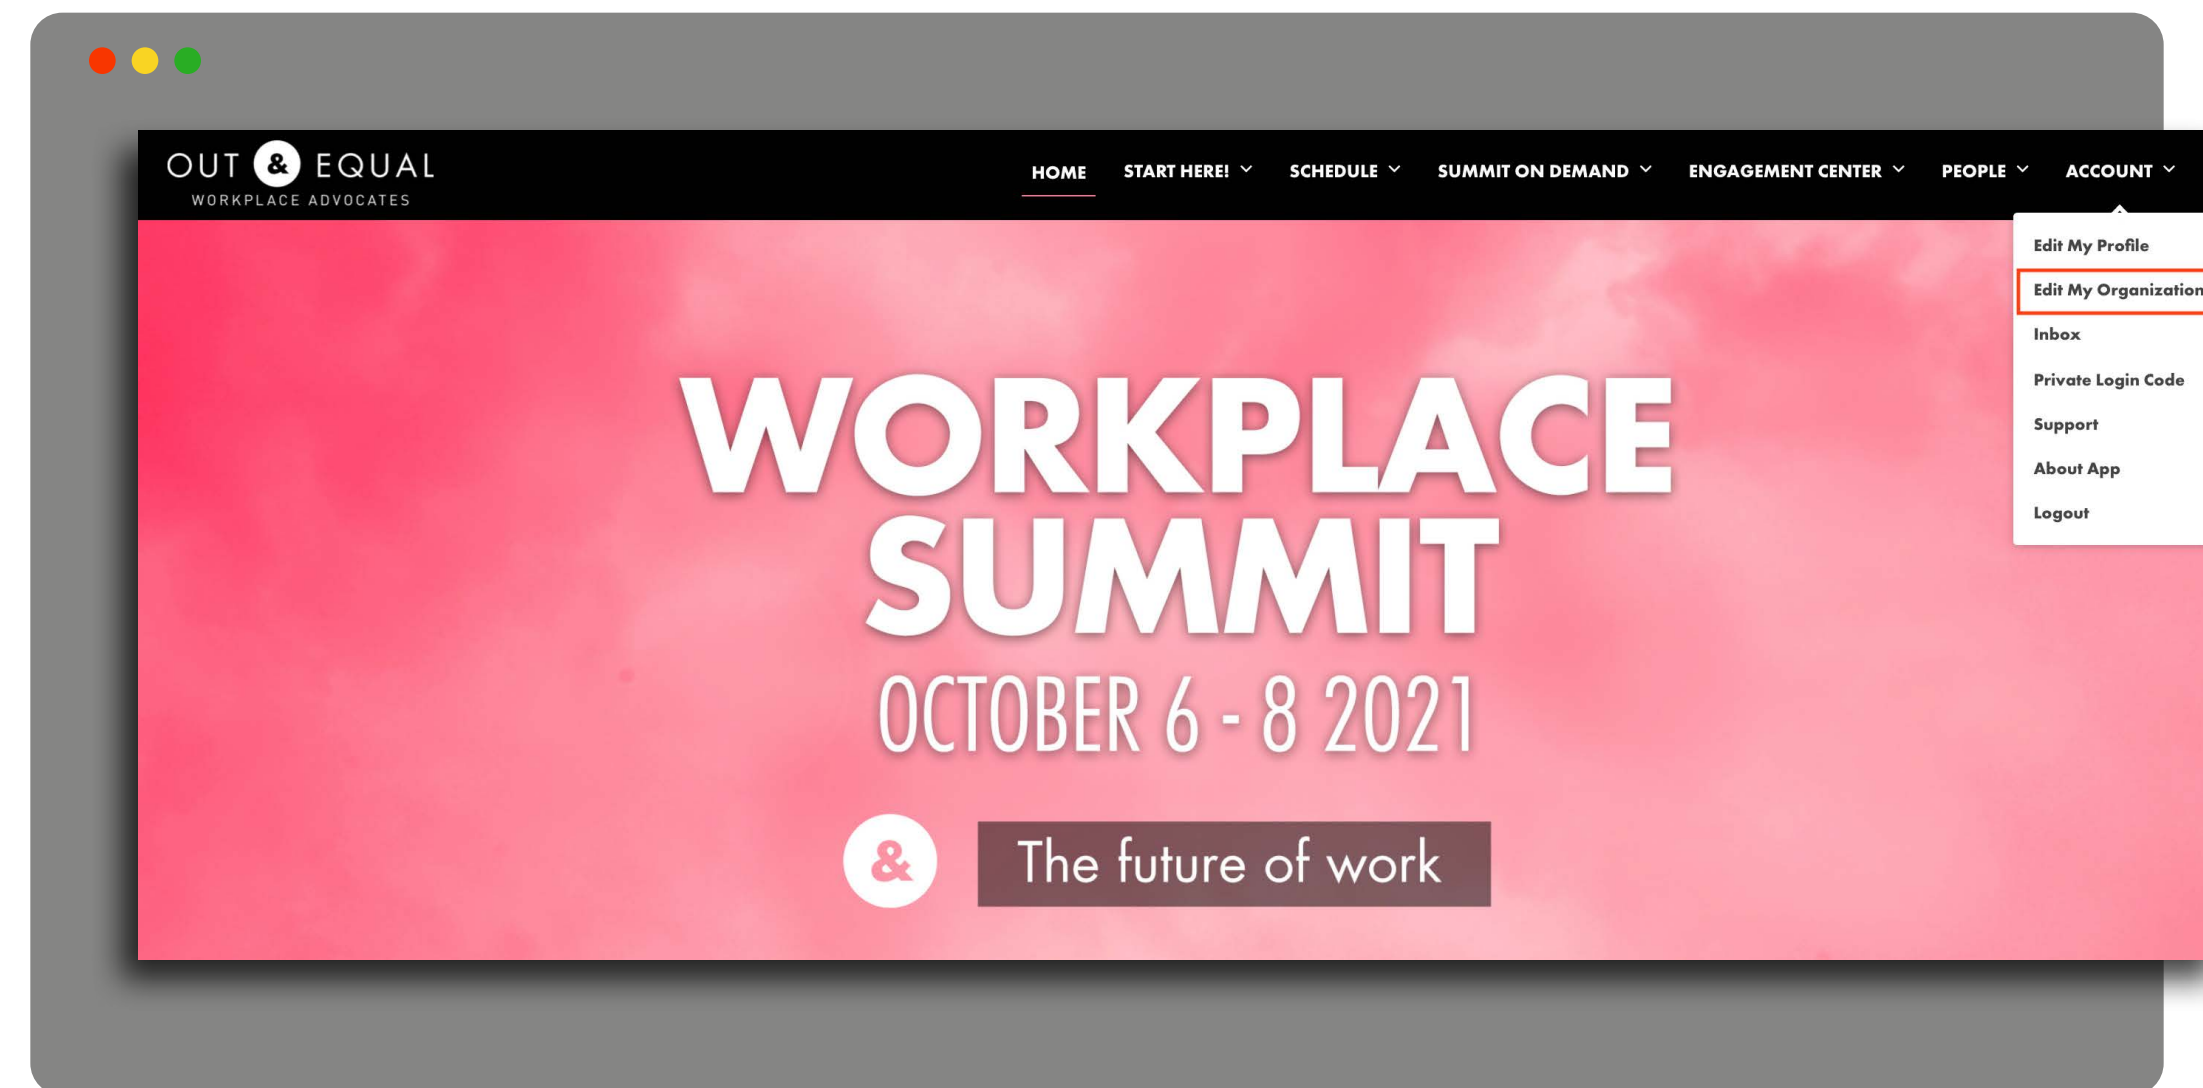 OUT & EQUAL
WORKPLACE ADVOCATES
HOME START HERE! SCHEDULE SUMMIT ON DEMAND ENGAGEMENT CENTER PEOPLE ACCOUNT
Edit My Profile
Edit My Organization
Inbox
Private Login Code
Support
About App
Logout
WORKPLACE
SUMMIT
OCTOBER 6 - 8 2021
& The future of work